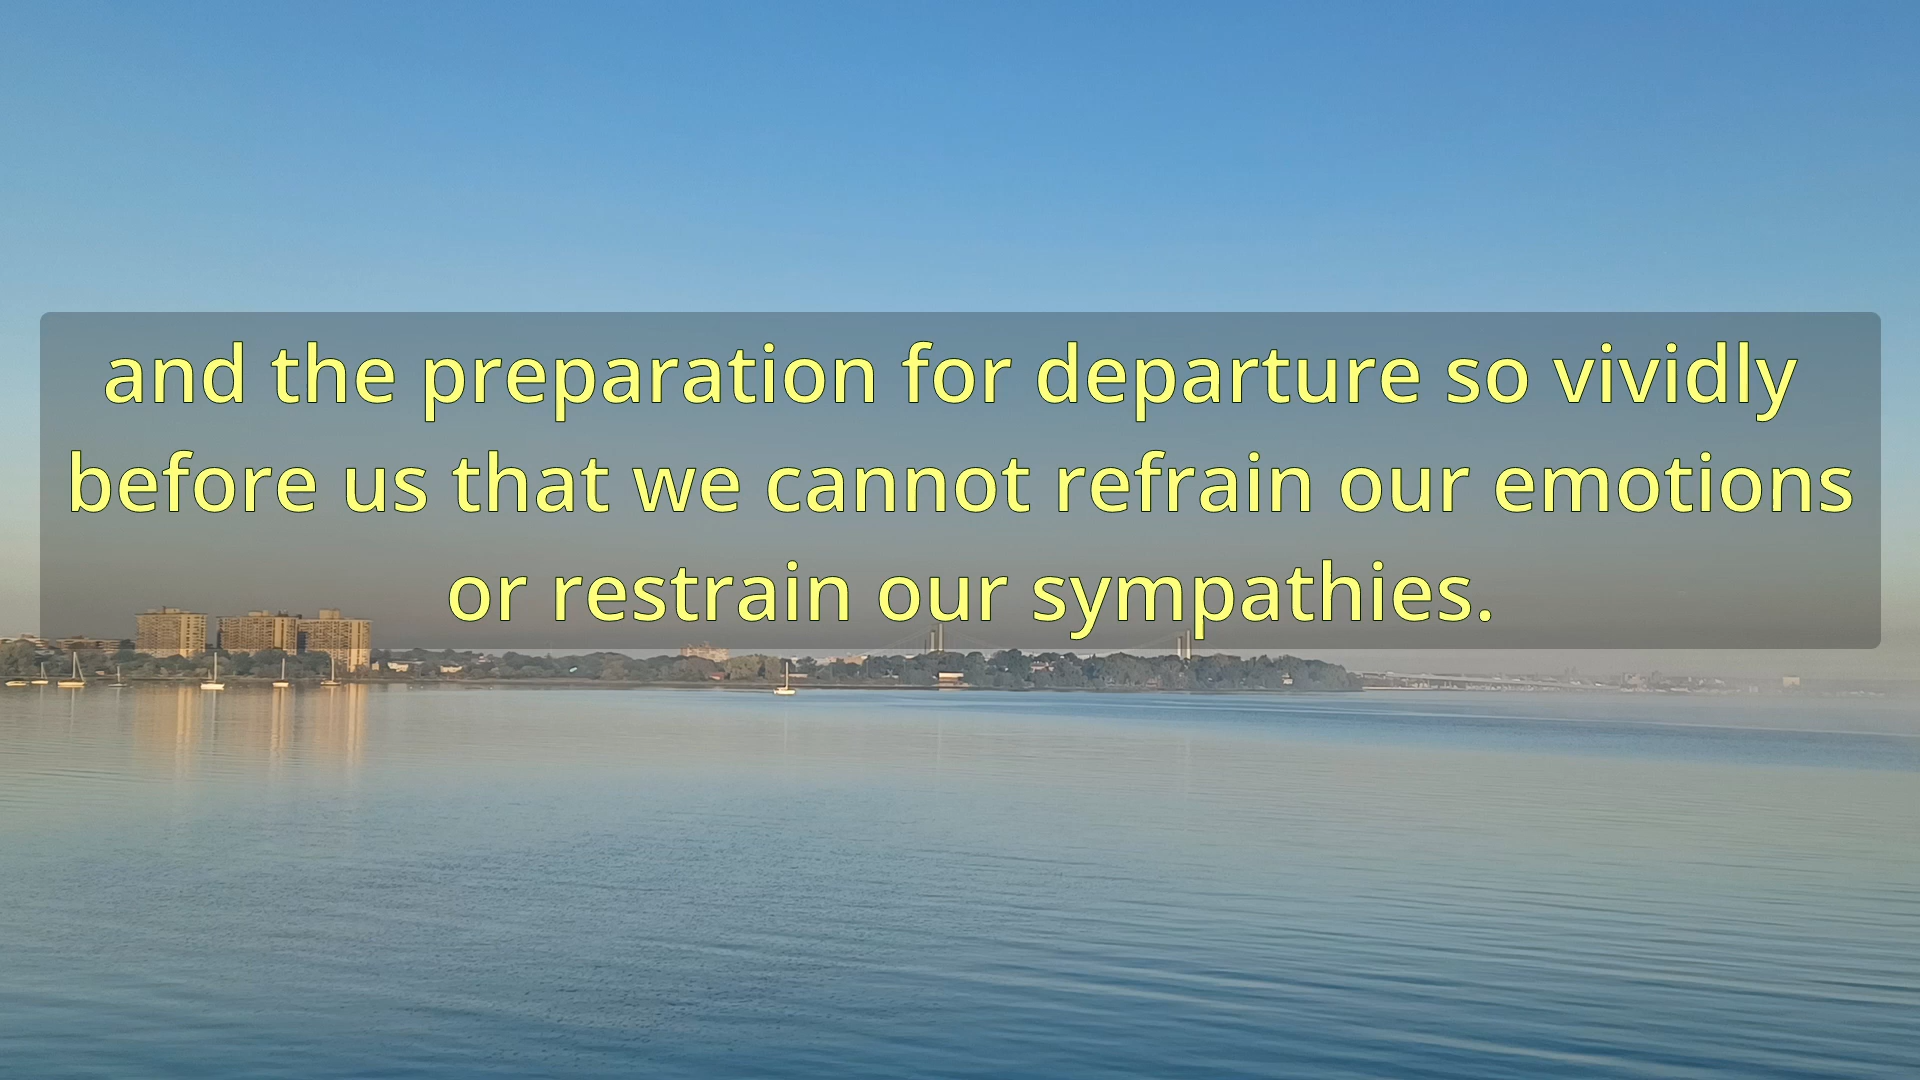 and the preparation for departure so vividly
before us that we cannot refrain our emotions
or restrain our sympathies.